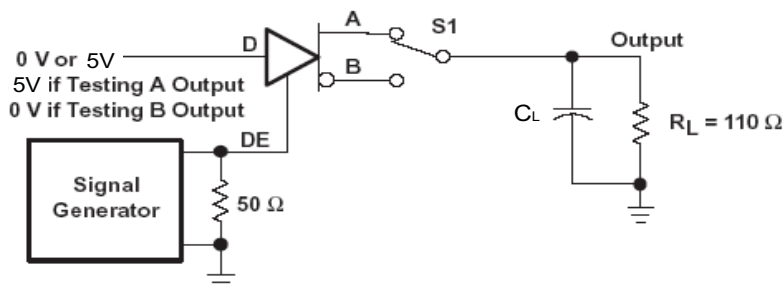 A
S1
D
Output
0 V or 5V
B
5V if Testing A Output
0 V if Testing B Output
CL
RL = 110 Ω
DE
Signal
Generator
50 Ω